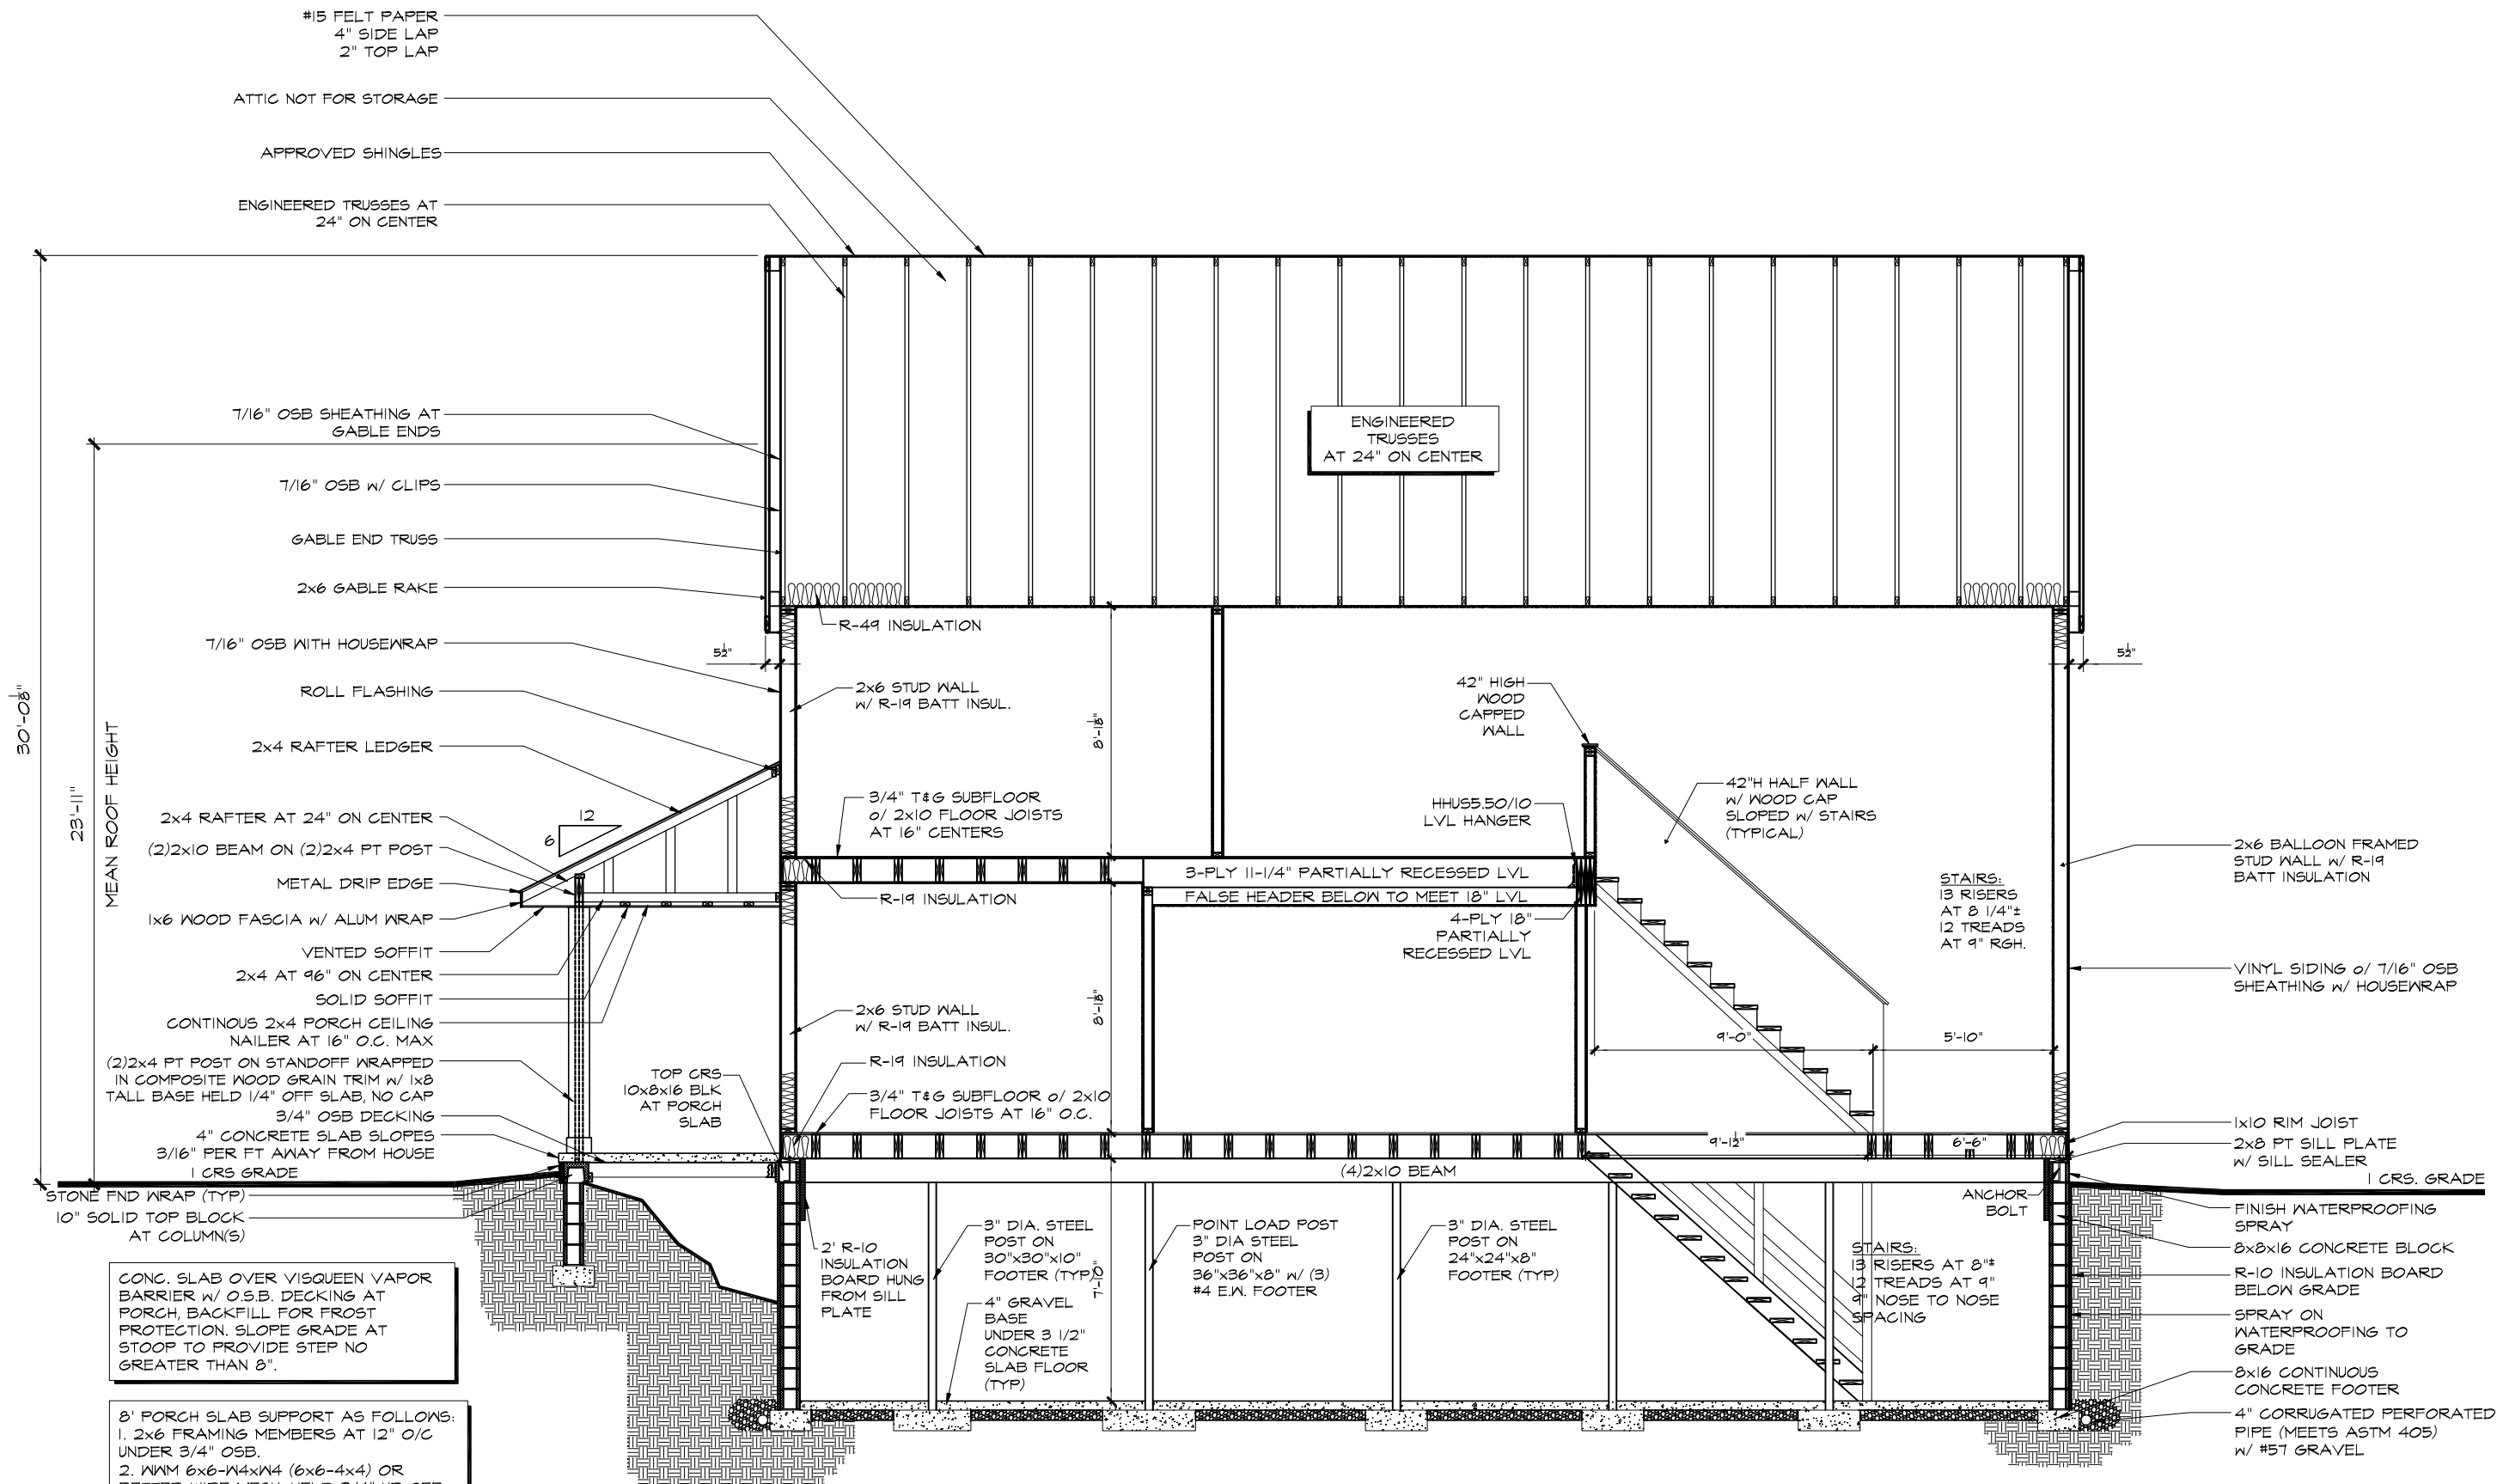 #15 FELT PAPER
4" SIDE LAP
2" TOP LAP
ATTIC NOT FOR STORAGE
APPROVED SHINGLES
ENGINEERED TRUSSES AT
24" ON CENTER
7/16" OSB SHEATHING AT
GABLE ENDS
7/16" OSB W/ CLIPS
GABLE END TRUSS
2x6 GABLE RAKE
7/16" OSB WITH HOUSEWRAP
ROLL FLASHING
2x4 RAFTER LEDGER
2x4 RAFTER AT 24" ON CENTER
(2)2x10 BEAM ON (2)2x4 PT POST
METAL DRIP EDGE
1x6 WOOD FASCIA W/ ALUM WRAP
VENTED SOFFIT
2x4 AT 96" ON CENTER
SOLID SOFFIT
CONTINOUS 2x4 PORCH CEILING
NAILER AT 16" O.C. MAX
(2)2x4 PT POST ON STANDOFF WRAPPED
IN COMPOSITE WOOD GRAIN TRIM W/ 1x8
TALL BASE HELD 1/4" OFF SLAB, NO CAP
3/4" OSB DECKING
4" CONCRETE SLAB SLOPES
3/16" PER FT AWAY FROM HOUSE
1 CRS GRADE
STONE FND WRAP (TYP)
10" SOLID TOP BLOCK
AT COLUMN(S)
30'-0 1/8"
23'-11"
MEAN ROOF HEIGHT
12
6
CONC. SLAB OVER VISQUEEN VAPOR
BARRIER W/ O.S.B. DECKING AT
PORCH, BACKFILL FOR FROST
PROTECTION. SLOPE GRADE AT
STOOP TO PROVIDE STEP NO
GREATER THAN 8".
8' PORCH SLAB SUPPORT AS FOLLOWS:
1. 2x6 FRAMING MEMBERS AT 12" O/C
UNDER 3/4" OSB.
2. WWM 6x6-W4xW4 (6x6-4x4) OR
ENGINEERED
TRUSSES
AT 24" ON CENTER
R-49 INSULATION
5 1/2"
5 1/2"
2x6 STUD WALL
W/ R-19 BATT INSUL.
8'-1 1/8"
42" HIGH
WOOD
CAPPED
WALL
3/4" T&G SUBFLOOR
o/ 2x10 FLOOR JOISTS
AT 16" CENTERS
HHUS5.50/10
LVL HANGER
42"H HALF WALL
W/ WOOD CAP
SLOPED W/ STAIRS
(TYPICAL)
3-PLY 11-1/4" PARTIALLY RECESSED LVL
FALSE HEADER BELOW TO MEET 18" LVL
R-19 INSULATION
4-PLY 18"
PARTIALLY
RECESSED LVL
STAIRS:
13 RISERS
AT 8 1/4"±
12 TREADS
AT 9" RGH.
2x6 STUD WALL
W/ R-19 BATT INSUL.
8'-1 1/8"
R-19 INSULATION
9'-0"
5'-10"
TOP CRS
10x8x16 BLK
AT PORCH
SLAB
3/4" T&G SUBFLOOR o/ 2x10
FLOOR JOISTS AT 16" O.C.
9'-1 1/2"
6'-6"
(4)2x10 BEAM
2' R-10
INSULATION
BOARD HUNG
FROM SILL
PLATE
3" DIA. STEEL
POST ON
30"x30"x10"
FOOTER (TYP)
7'-10"
4" GRAVEL
BASE
UNDER 3 1/2"
CONCRETE
SLAB FLOOR
(TYP)
POINT LOAD POST
3" DIA STEEL
POST ON
36"x36"x8" W/ (3)
#4 E.W. FOOTER
3" DIA. STEEL
POST ON
24"x24"x8"
FOOTER (TYP)
STAIRS:
13 RISERS AT 8"±
12 TREADS AT 9"
9" NOSE TO NOSE
SPACING
ANCHOR
BOLT
2x6 BALLOON FRAMED
STUD WALL W/ R-19
BATT INSULATION
VINYL SIDING o/ 7/16" OSB
SHEATHING W/ HOUSEWRAP
1x10 RIM JOIST
2x8 PT SILL PLATE
W/ SILL SEALER
1 CRS. GRADE
FINISH WATERPROOFING
SPRAY
8x8x16 CONCRETE BLOCK
R-10 INSULATION BOARD
BELOW GRADE
SPRAY ON
WATERPROOFING TO
GRADE
8x16 CONTINUOUS
CONCRETE FOOTER
4" CORRUGATED PERFORATED
PIPE (MEETS ASTM 405)
W/ #57 GRAVEL